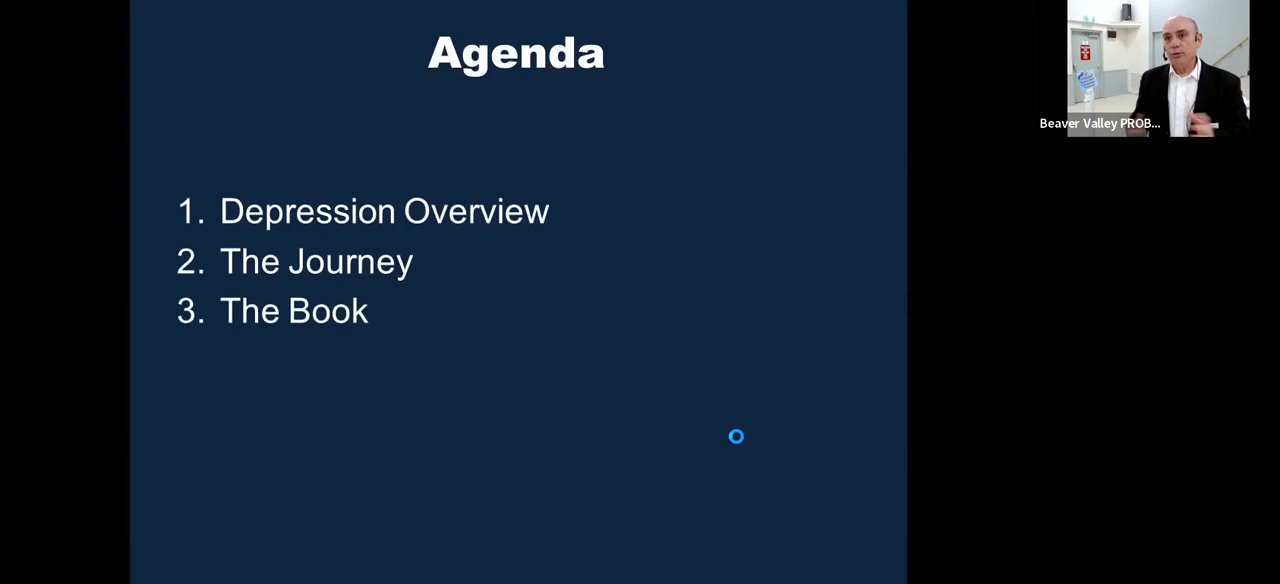 Agenda
Beaver Valley PROB...
1. Depression Overview
2. The Journey
3. The Book